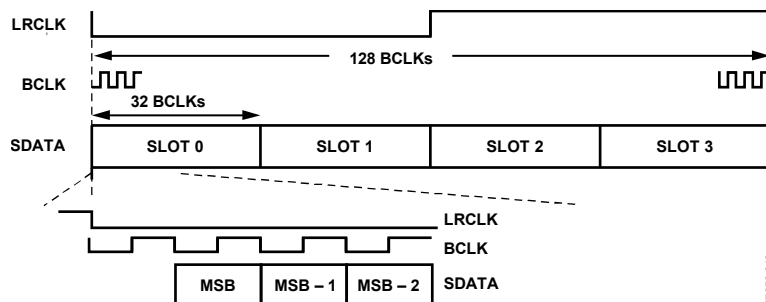 LRCLK
128 BCLKs
BCLK
32 BCLKs
SDATA
SLOT 0
SLOT 1
SLOT 2
SLOT 3
LRCLK
BCLK
MSB
MSB – 1
MSB – 2
SDATA